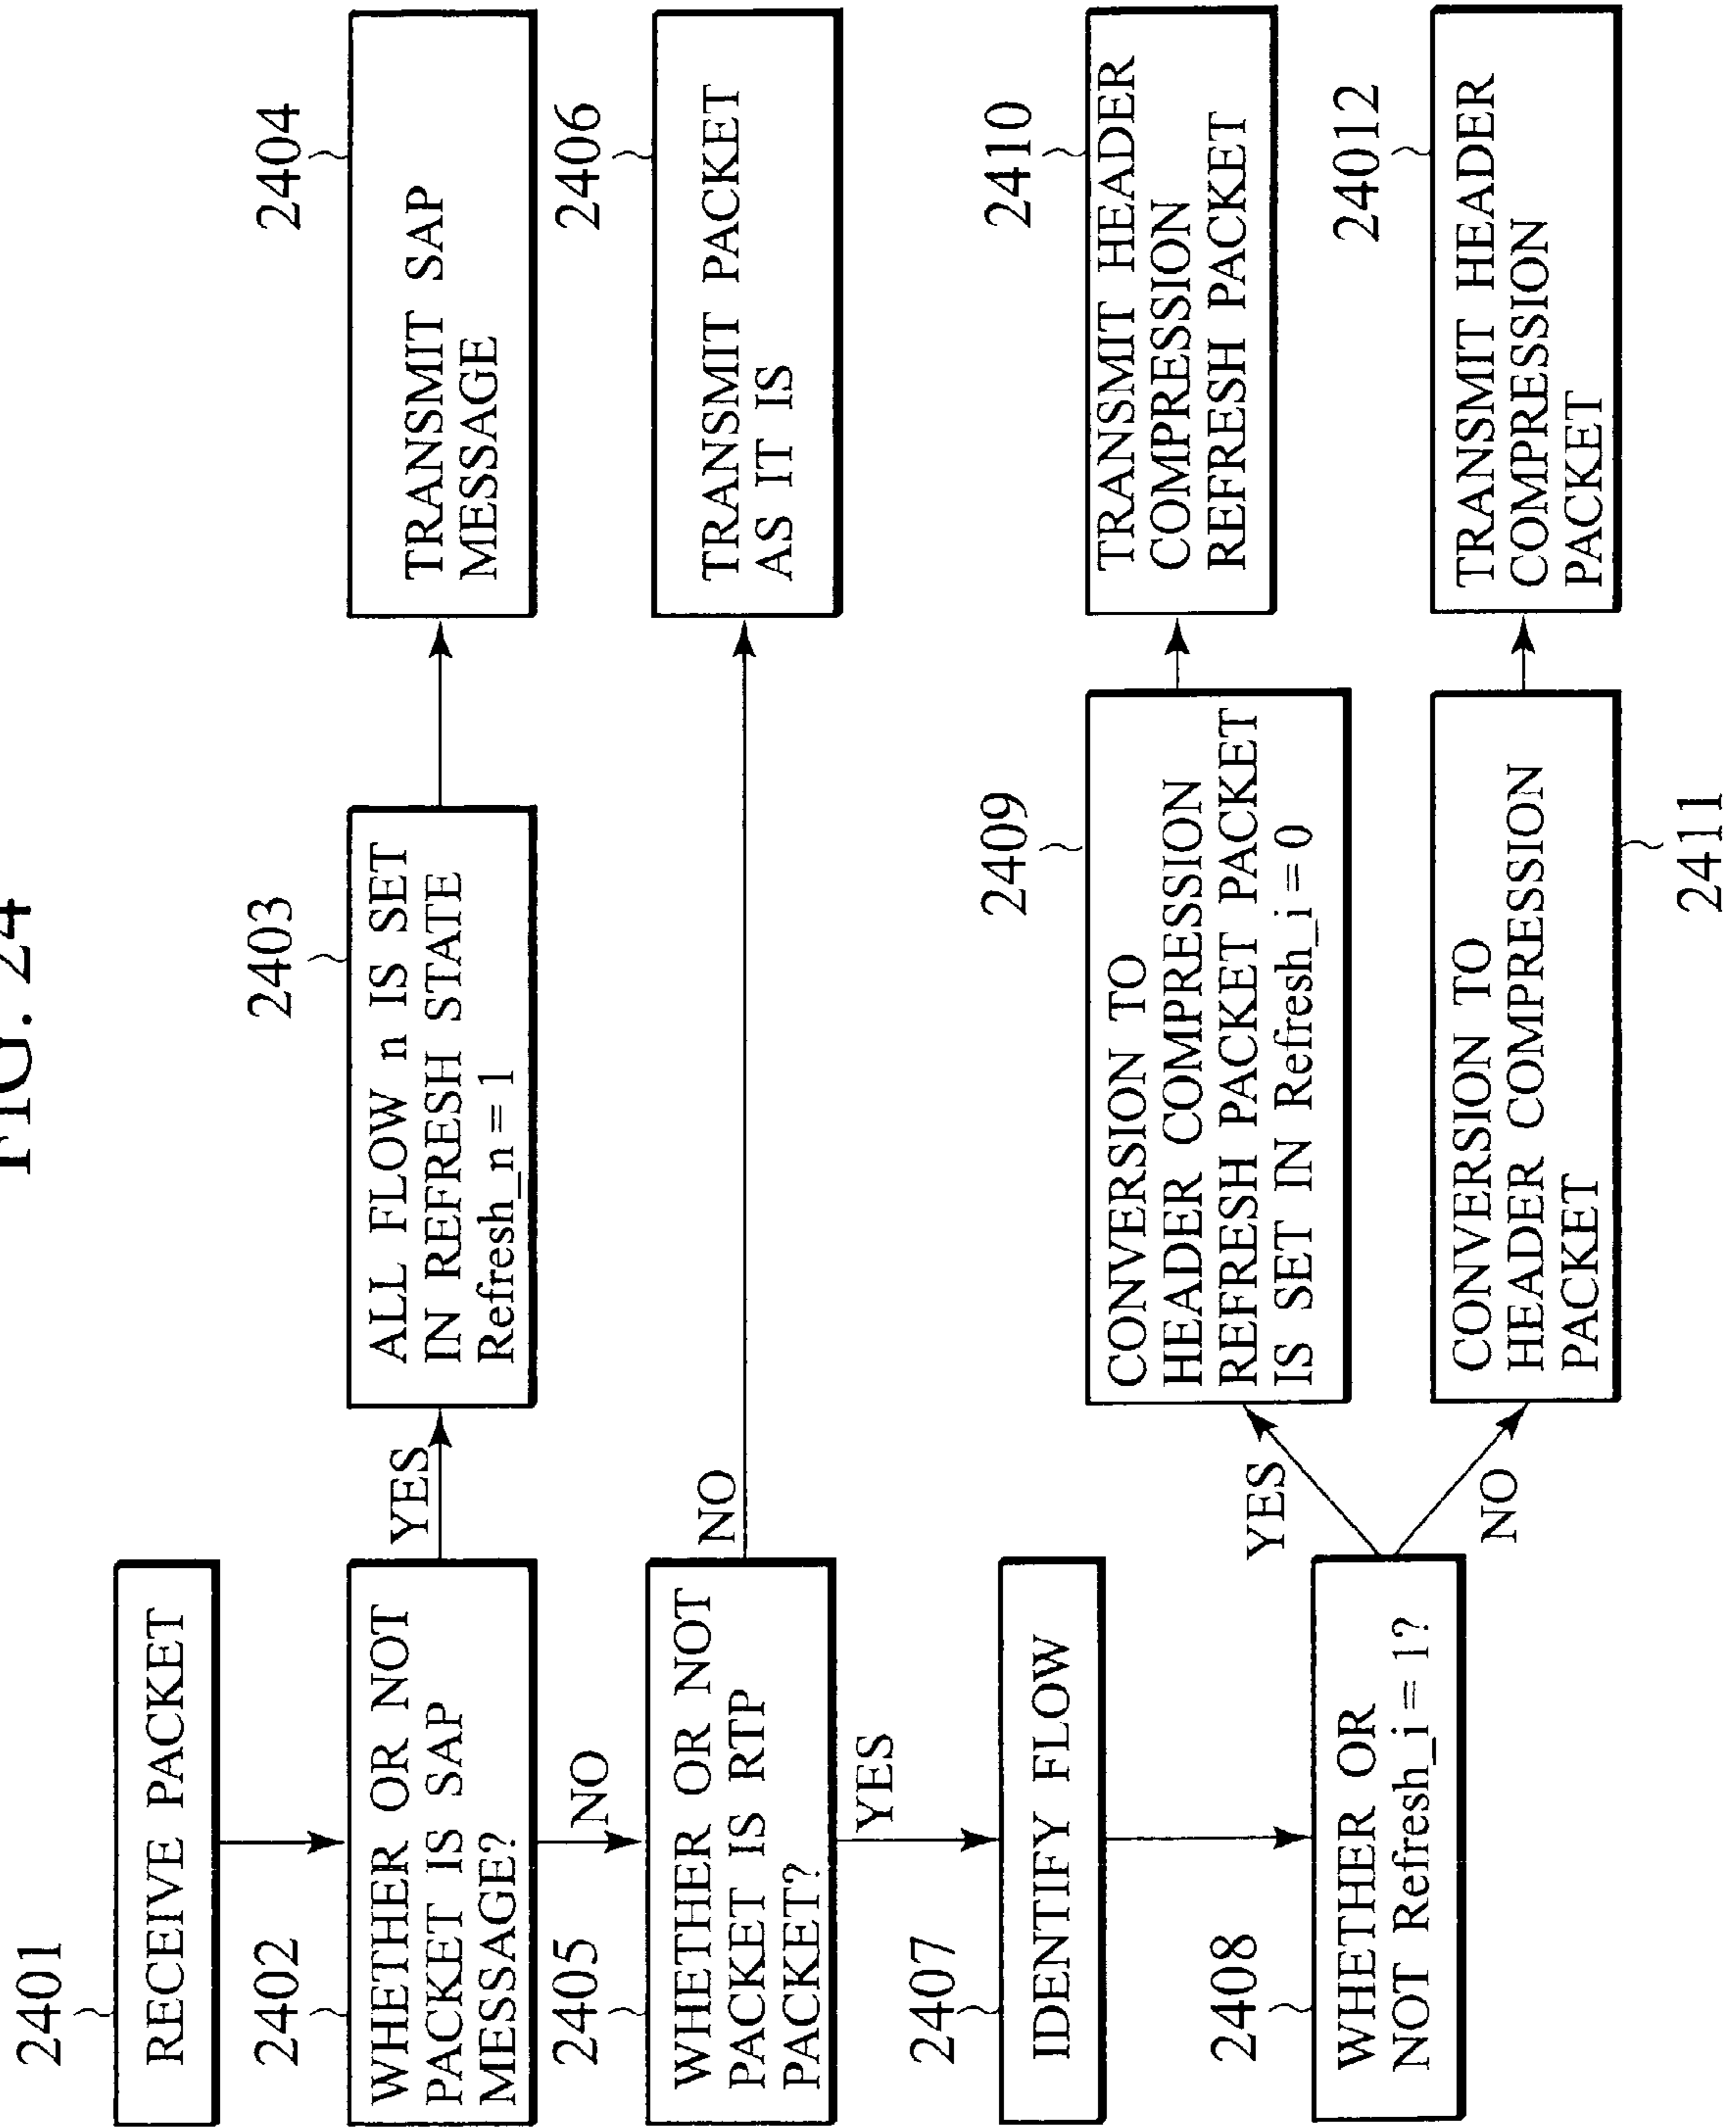 FIG. 24
2401
RECEIVE PACKET
2402
WHETHER OR NOT
PACKET IS SAP
MESSAGE?
YES
2403
ALL FLOW n IS SET
IN REFRESH STATE
Refresh_n = 1
2404
TRANSMIT SAP
MESSAGE
NO
2405
WHETHER OR NOT
PACKET IS RTP
PACKET?
NO
2406
TRANSMIT PACKET
AS IT IS
YES
2407
IDENTIFY FLOW
2408
WHETHER OR
NOT Refresh_i = 1?
YES
2409
CONVERSION TO
HEADER COMPRESSION
REFRESH PACKET PACKET
IS SET IN Refresh_i = 0
2410
TRANSMIT HEADER
COMPRESSION
REFRESH PACKET
NO
CONVERSION TO
HEADER COMPRESSION
PACKET
2411
24012
TRANSMIT HEADER
COMPRESSION
PACKET